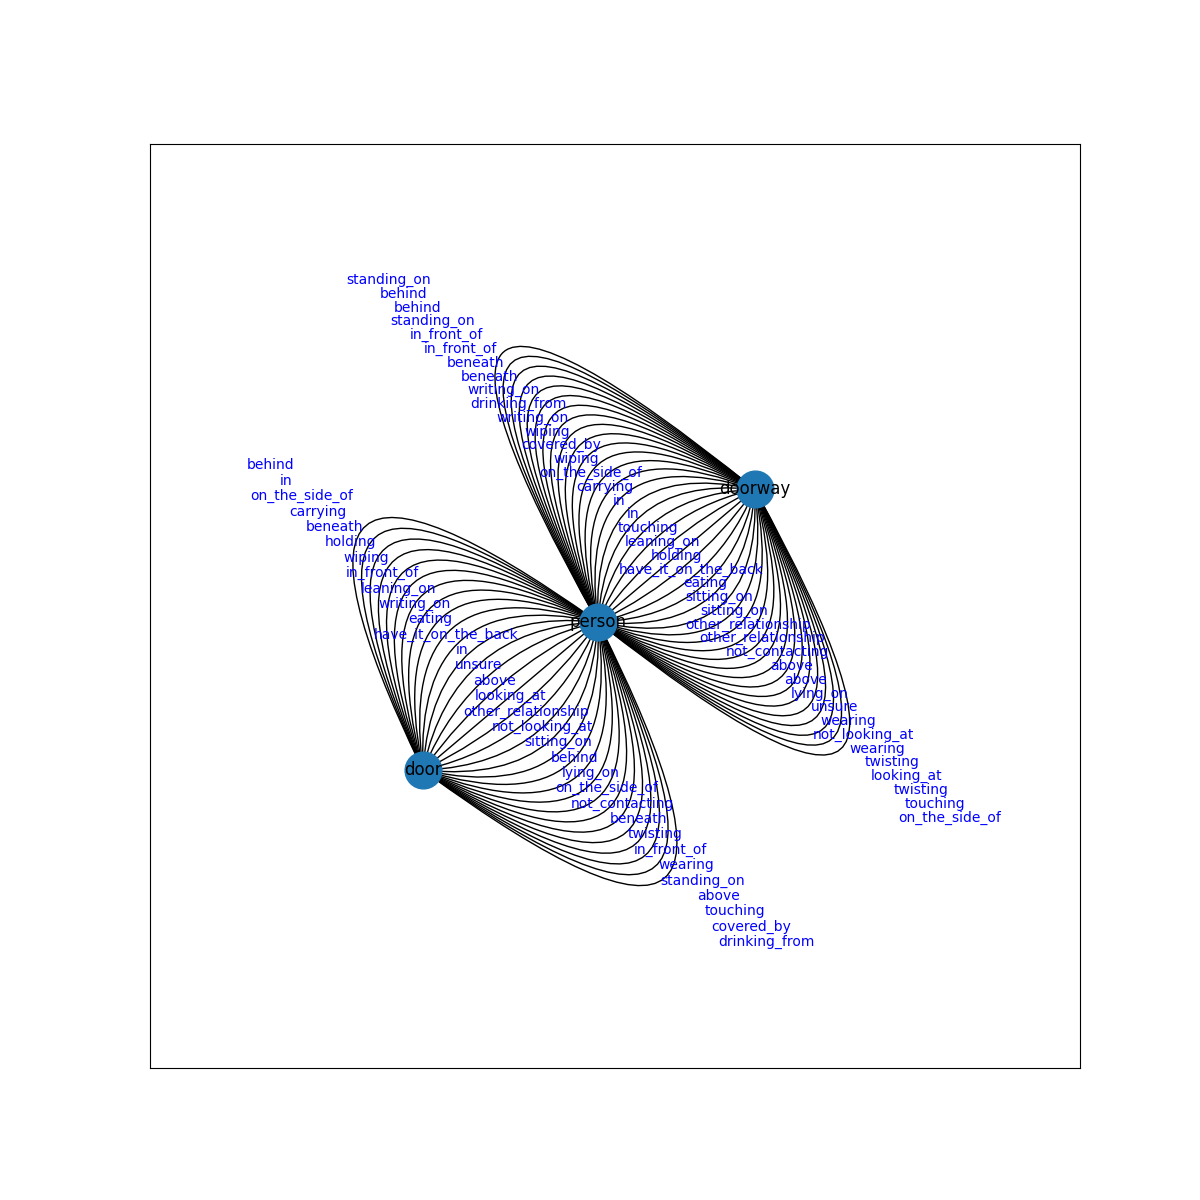 standing_on
behind
behind
standing_on
in_front_of
in_front_of
beneath
beneath
writing_on
drinking_from
writing_on
wiping
covered_by
wiping
on_the_side_of
carrying
in
in
touching
leaning_on
holding
have_it_on_the_back
eating
sitting_on
sitting_on
other_relationship
other_relationship
not_contacting
above
above
lying_on
unsure
wearing
not_looking_at
wearing
twisting
looking_at
twisting
touching
on_the_side_of
doorway
person
behind
in
on_the_side_of
carrying
beneath
holding
wiping
in_front_of
leaning_on
writing_on
eating
have_it_on_the_back
in
unsure
above
looking_at
other_relationship
not_looking_at
sitting_on
behind
lying_on
on_the_side_of
not_contacting
beneath
twisting
in_front_of
wearing
standing_on
above
touching
covered_by
drinking_from
door